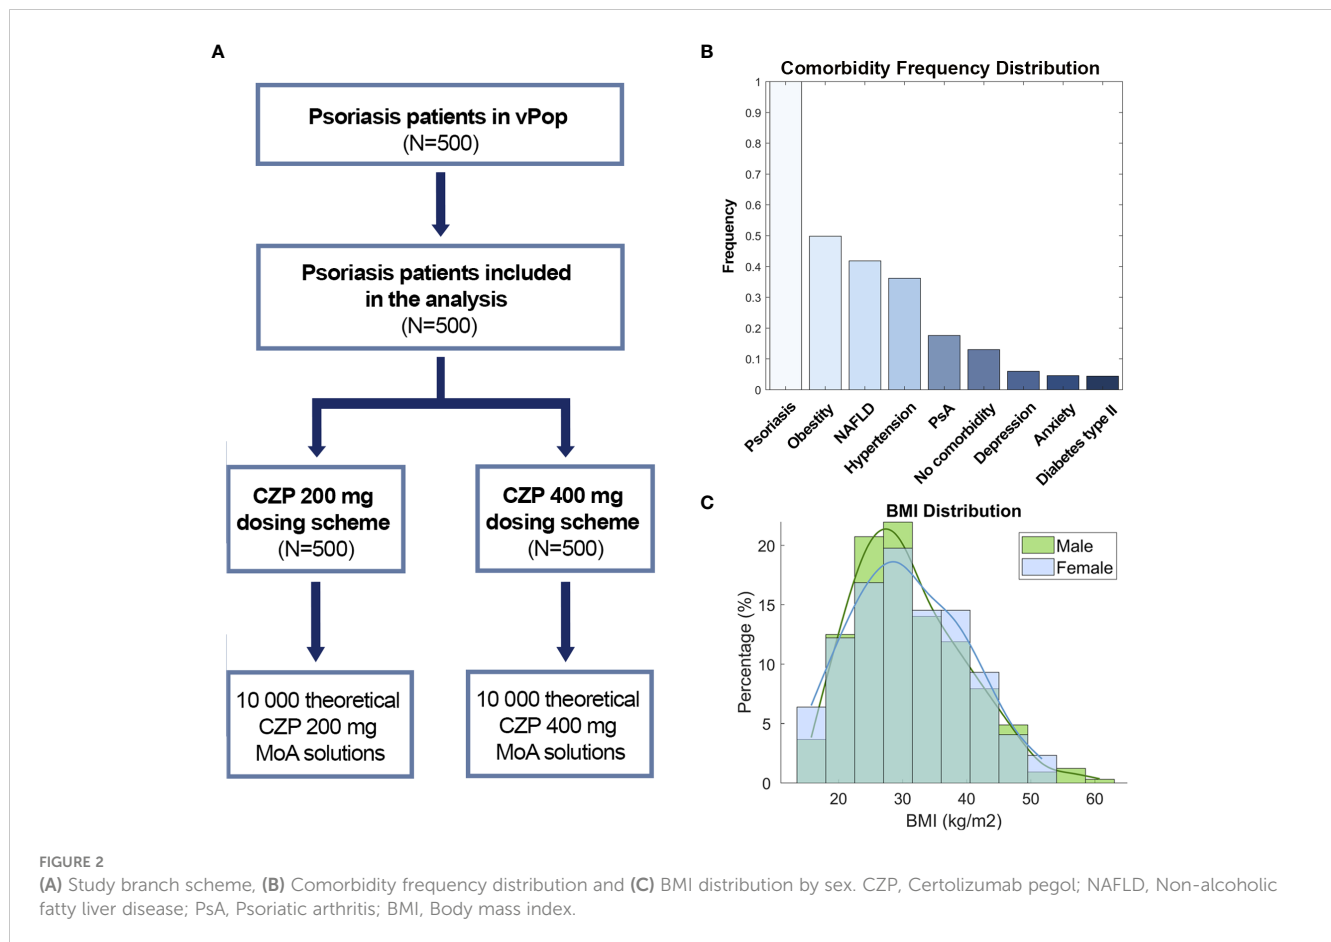 A
Psoriasis patients in vPop
(N=500)
Psoriasis patients included
in the analysis
(N=500)
CZP 200 mg
dosing scheme
(N=500)
CZP 400 mg
dosing scheme
(N=500)
10 000 theoretical
CZP 200 mg
MoA solutions
10 000 theoretical
CZP 400 mg
MoA solutions
B
Comorbidity Frequency Distribution
Frequency
1
0.9
0.8
0.7
0.6
0.5
0.4
0.3
0.2
0.1
0
Psoriasis
Obestity
NAFLD
Hypertension
PsA
No comorbidity
Depression
Anxiety
Diabetes type II
C
BMI Distribution
Male
Female
Percentage (%)
20
15
10
5
0
20 30 40 50 60
BMI (kg/m2)
FIGURE 2
(A) Study branch scheme, (B) Comorbidity frequency distribution and (C) BMI distribution by sex. CZP, Certolizumab pegol; NAFLD, Non-alcoholic
fatty liver disease; PsA, Psoriatic arthritis; BMI, Body mass index.